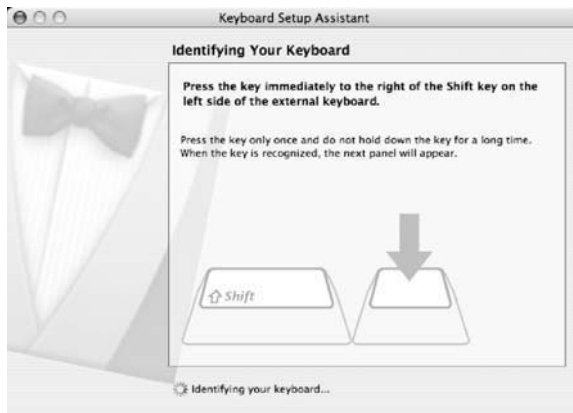 Keyboard Setup Assistant
Identifying Your Keyboard
Press the key immediately to the right of the Shift key on the
left side of the external keyboard.
Press the key only once and do not hold down the key for a long time.
When the key is recognized, the next panel will appear.
Shift
Identifying your keyboard...